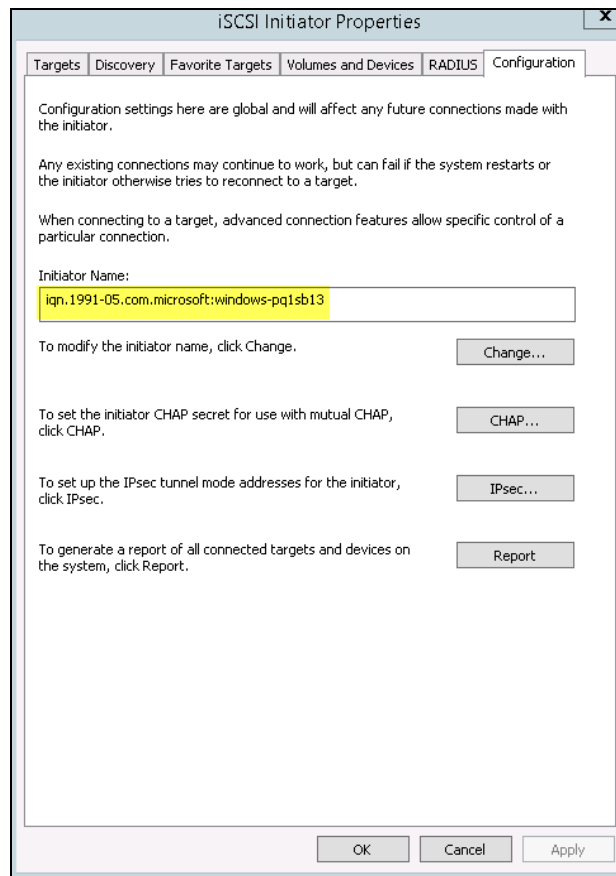 iSCSI Initiator Properties
x
Targets Discovery Favorite Targets Volumes and Devices RADIUS Configuration
Configuration settings here are global and will affect any future connections made with
the initiator.
Any existing connections may continue to work, but can fail if the system restarts or
the initiator otherwise tries to reconnect to a target.
When connecting to a target, advanced connection features allow specific control of a
particular connection.
Initiator Name:
iqn.1991-05.com.microsoft:windows-pq1sb13
To modify the initiator name, click Change.
Change...
To set the initiator CHAP secret for use with mutual CHAP,
click CHAP.
CHAP...
To set up the IPsec tunnel mode addresses for the initiator,
click IPsec.
IPsec...
To generate a report of all connected targets and devices on
the system, click Report.
Report
OK Cancel Apply